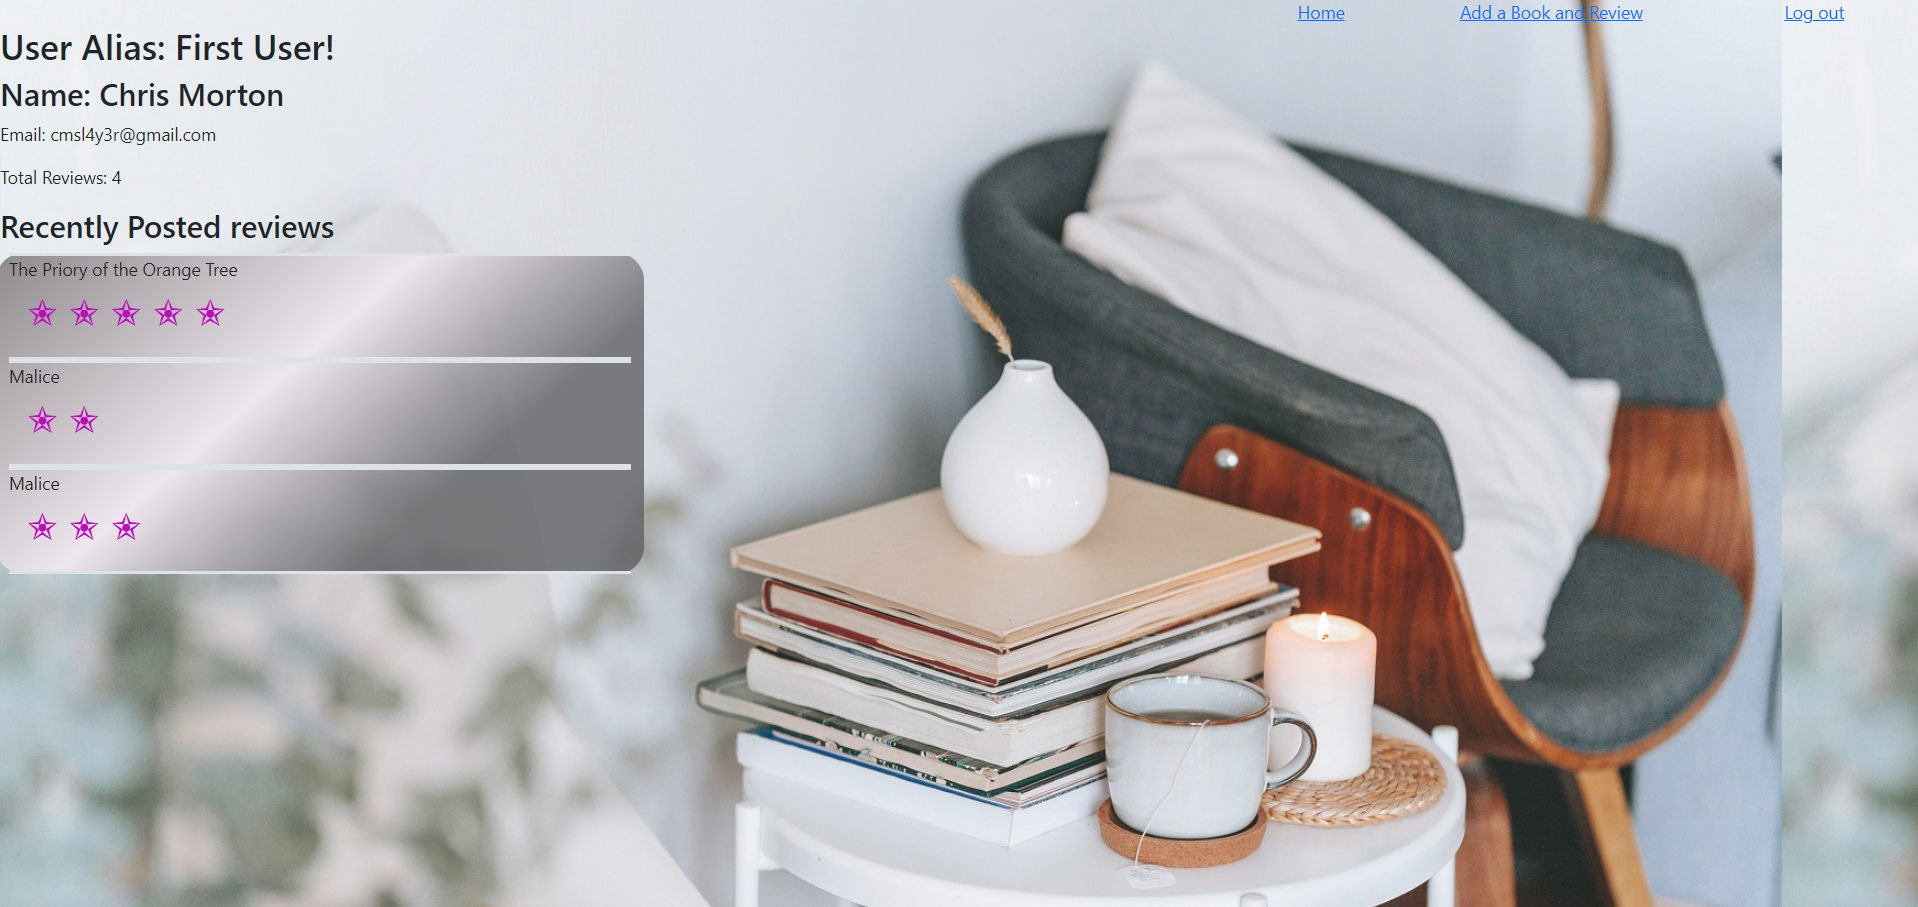 Home Add a Book and Review Log out
User Alias: First User!
Name: Chris Morton
Email: cmsl4y3r@gmail.com
Total Reviews: 4
Recently Posted reviews
The Priory of the Orange Tree
Malice
Malice